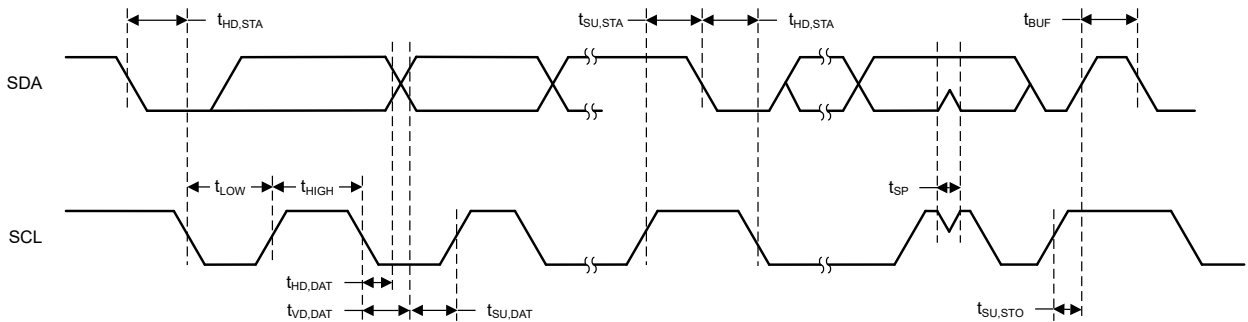 tHD,STA
tSU,STA
tHD,STA
tBUF
SDA
tLOW
tHIGH
tSP
SCL
tHD,DAT
tVD,DAT
tSU,DAT
tSU,STO